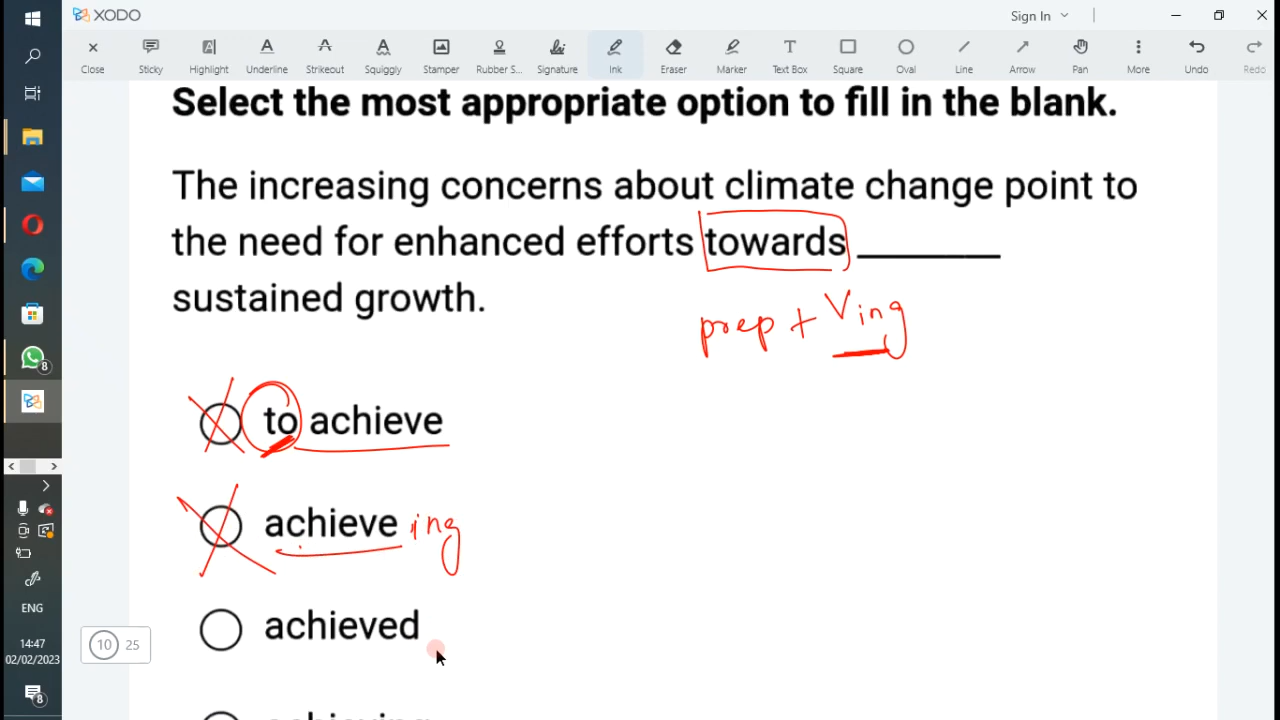 XODO
Sign In
Close
Sticky
Highlight
Underline
Strikeout
Squiggly
Stamper
Rubber S...
Signature
Ink
Eraser
Marker
Text Box
Square
Oval
Line
Arrow
Pan
More
Undo
Redo
Select the most appropriate option to fill in the blank.
The increasing concerns about climate change point to
the need for enhanced efforts towards ________
sustained growth.
prep + Ving
to achieve
achieve ing
achieved
achieving
8
ENG
14:47
02/02/2023
8
10 25